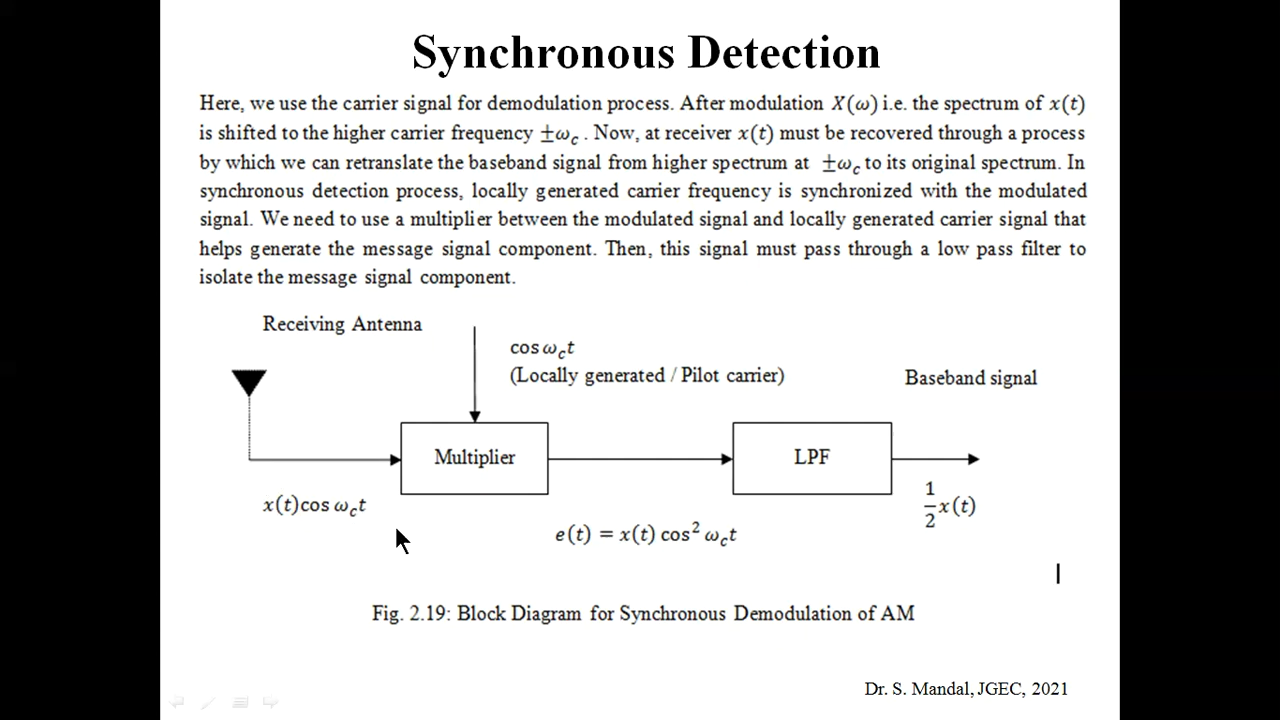 Synchronous Detection
Here, we use the carrier signal for demodulation process. After modulation X(ω) i.e. the spectrum of x(t)
is shifted to the higher carrier frequency ±ω_c . Now, at receiver x(t) must be recovered through a process
by which we can retranslate the baseband signal from higher spectrum at ±ω_c to its original spectrum. In
synchronous detection process, locally generated carrier frequency is synchronized with the modulated
signal. We need to use a multiplier between the modulated signal and locally generated carrier signal that
helps generate the message signal component. Then, this signal must pass through a low pass filter to
isolate the message signal component.
Receiving Antenna
cos ω_c t
(Locally generated / Pilot carrier)
Baseband signal
Multiplier
LPF
x(t)cos ω_c t
e(t) = x(t) cos² ω_c t
1/2 x(t)
Fig. 2.19: Block Diagram for Synchronous Demodulation of AM
Dr. S. Mandal, JGEC, 2021